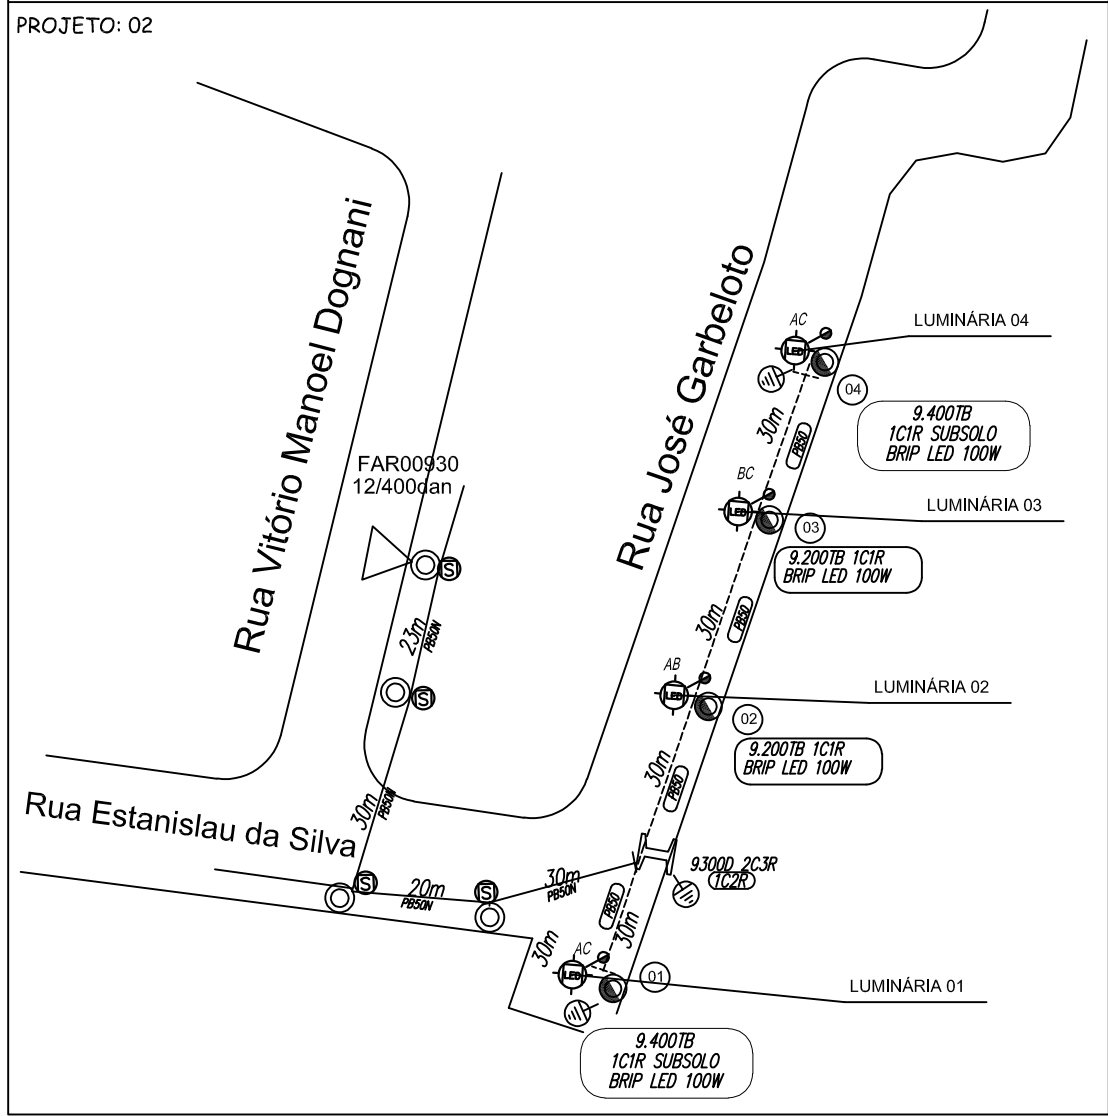 PROJETO: 02
Rua Vitório Manoel Dognani
Rua José Garbeloto
Rua Estanislau da Silva
FAR00930
12/400dan
S
23m
PB50N
S
30m
PB50N
S
20m
PB50N
S
30m
PB50N
AC
LED
LUMINÁRIA 04
04
9.400TB
1C1R SUBSOLO
BRIP LED 100W
30m
PB50
BC
LED
LUMINÁRIA 03
03
9.200TB 1C1R
BRIP LED 100W
30m
PB50
AB
LED
LUMINÁRIA 02
02
9.200TB 1C1R
BRIP LED 100W
30m
PB50
9300D 2C3R
1C2R
PB50
30m
30m
AC
LED
01
LUMINÁRIA 01
9.400TB
1C1R SUBSOLO
BRIP LED 100W